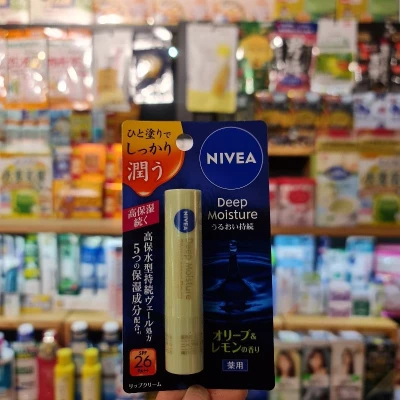 ひと塗りで
しっかり
潤う
NIVEA
Deep
Moisture
うるおい持続
高保湿
続く
高保水型持続ヴェール処方
5つの保湿成分配合
NIVEA
Deep Moisture
オリーブ&
レモンの香り
薬用
SPF
26
リップクリーム